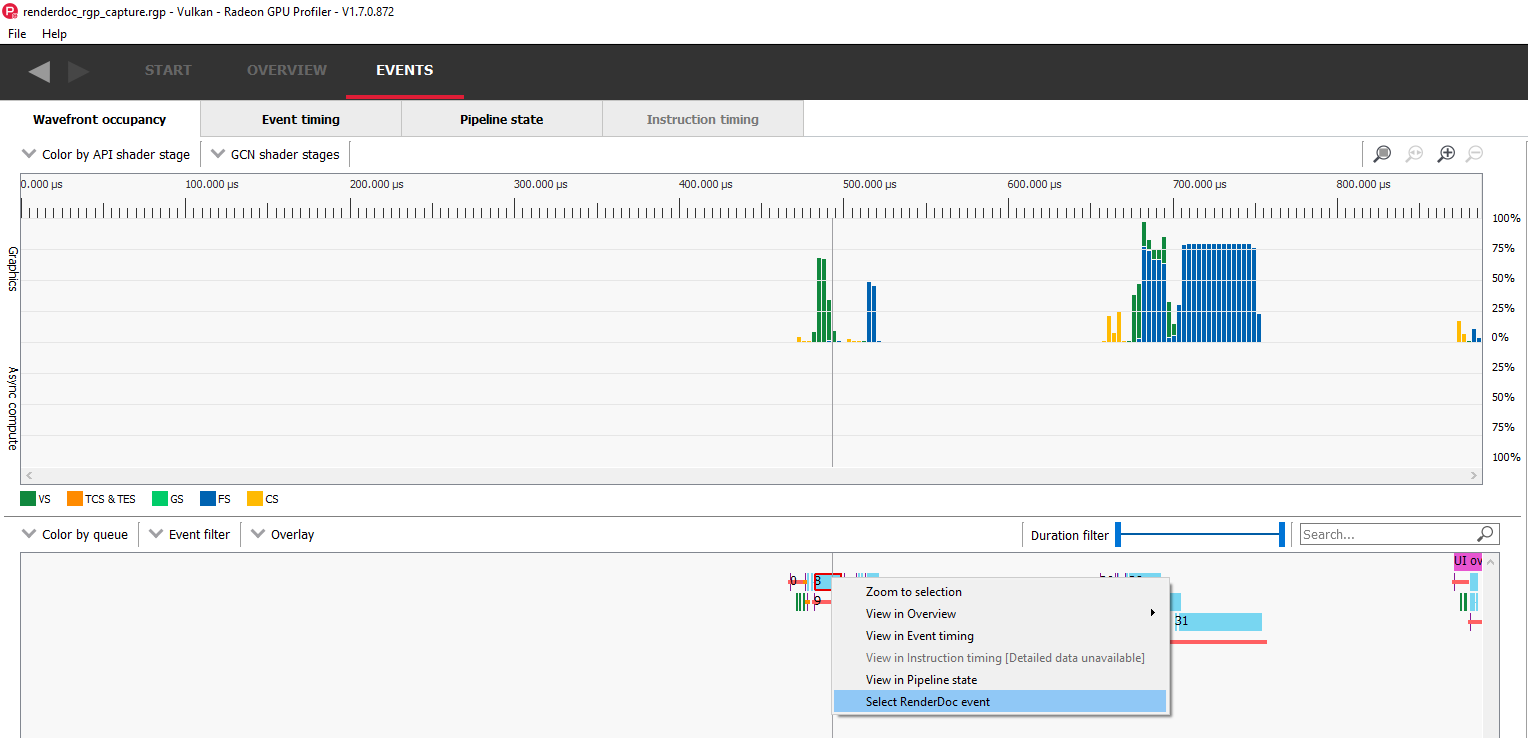 renderdoc_rgp_capture.rgp - Vulkan - Radeon GPU Profiler - V1.7.0.872
File Help
START OVERVIEW EVENTS
Wavefront occupancy Event timing Pipeline state Instruction timing
Color by API shader stage GCN shader stages
0.000 µs 100.000 µs 200.000 µs 300.000 µs 400.000 µs 500.000 µs 600.000 µs 700.000 µs 800.000 µs
100%
Graphics
75%
50%
25%
0%
Async compute
25%
50%
75%
100%
VS TCS & TES GS FS CS
Color by queue Event filter Overlay Duration filter Search...
UI ov
0 8
9
31
Zoom to selection
View in Overview
View in Event timing
View in Instruction timing [Detailed data unavailable]
View in Pipeline state
Select RenderDoc event